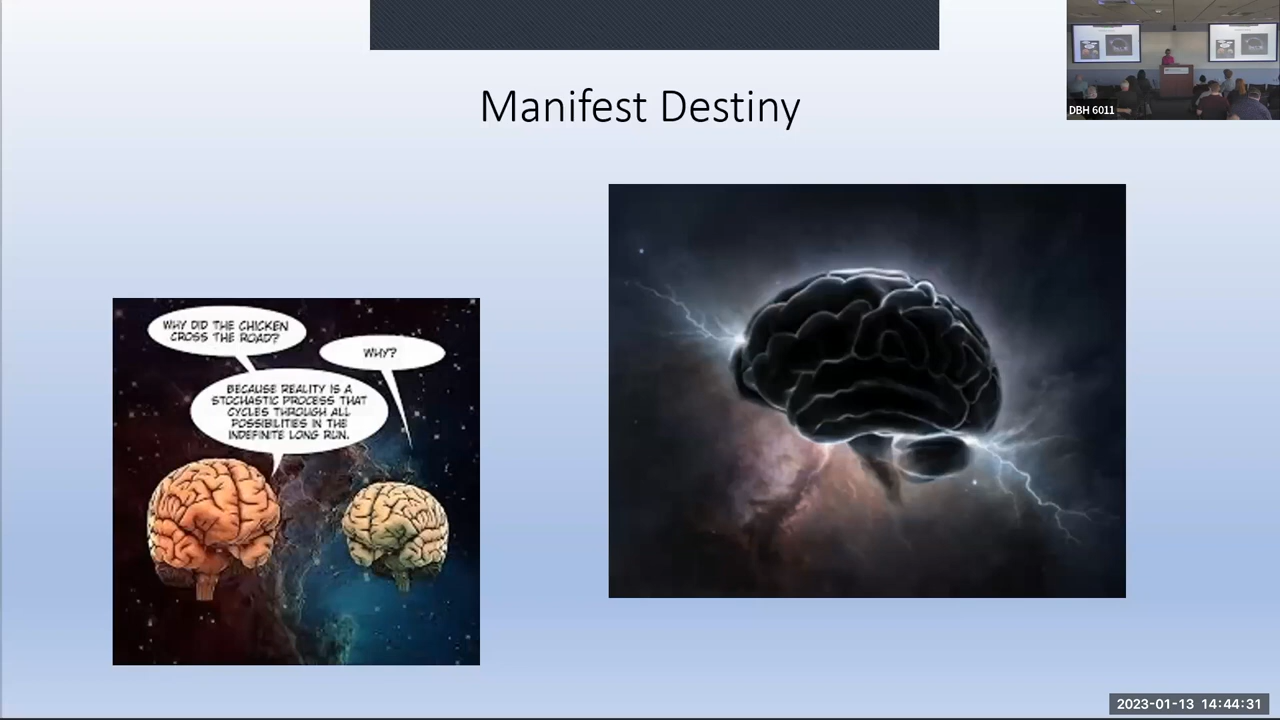 Manifest Destiny
DBH 6011
WHY DID THE CHICKEN
CROSS THE ROAD?
WHY?
BECAUSE REALITY IS A
STOCHASTIC PROCESS THAT
CYCLES THROUGH ALL
POSSIBILITIES IN THE
INDEFINITE LONG RUN.
2023-01-13 14:44:31